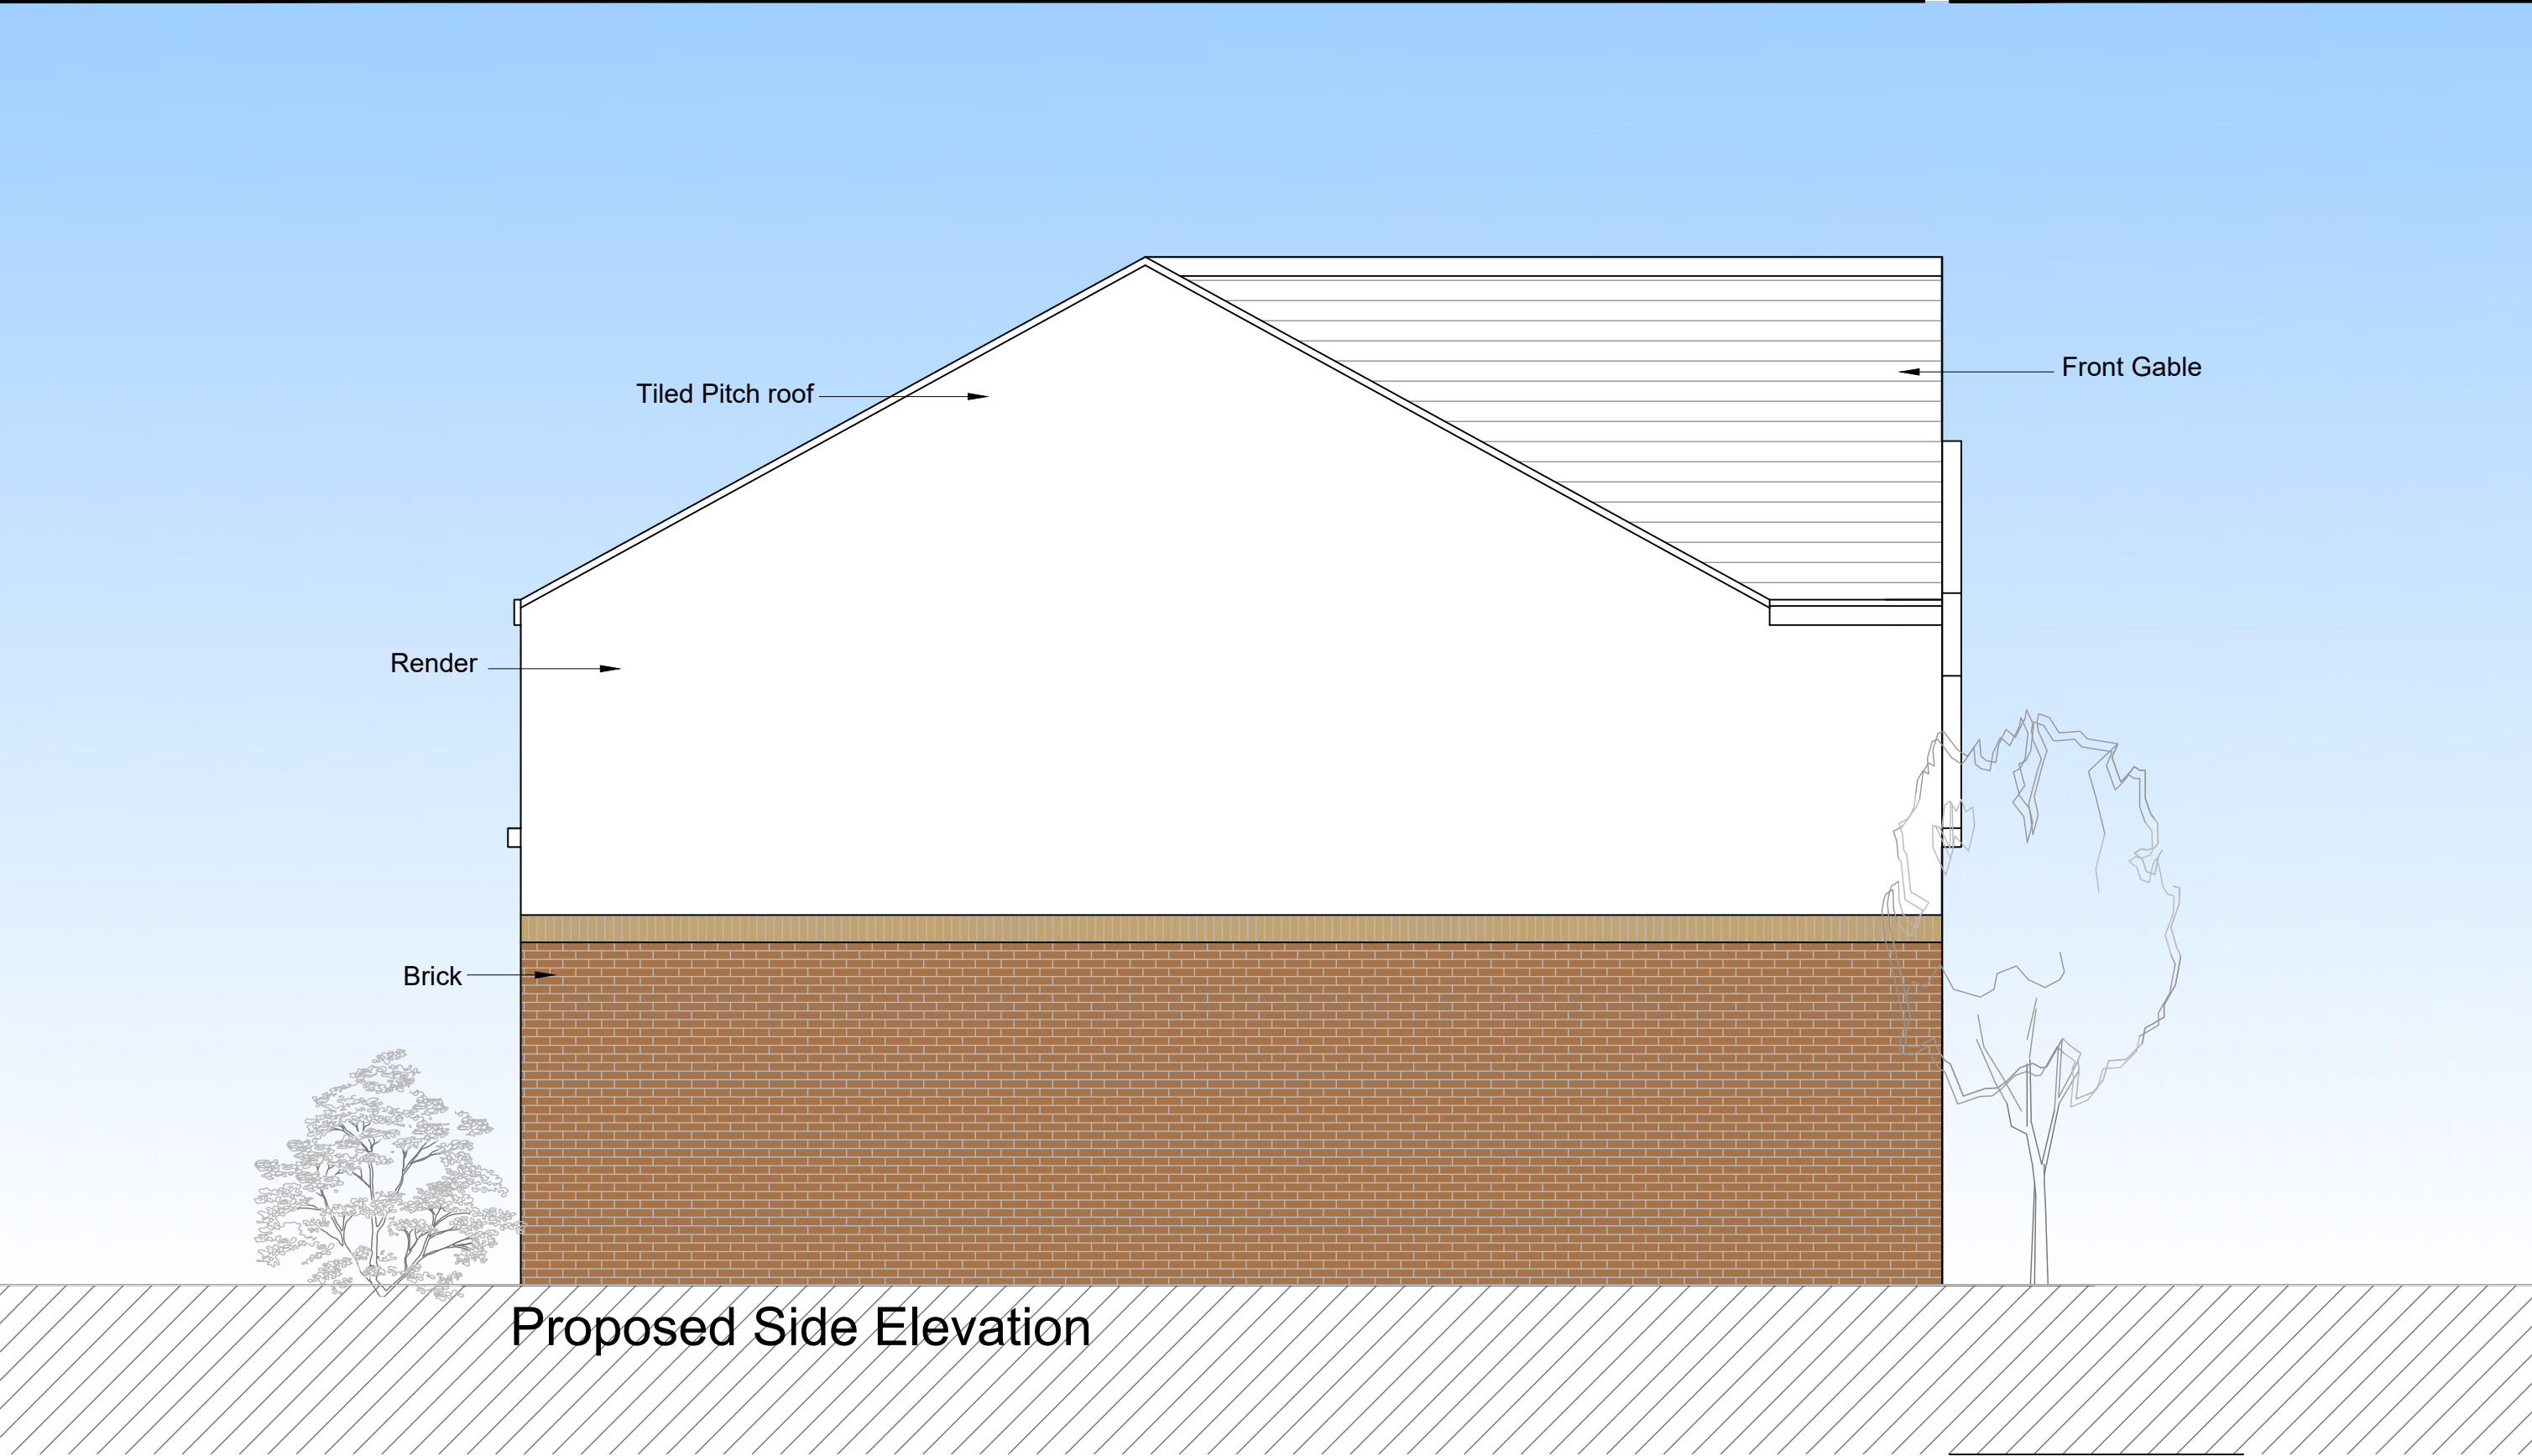 Front Gable
Tiled Pitch roof
Render
Brick
Proposed Side Elevation